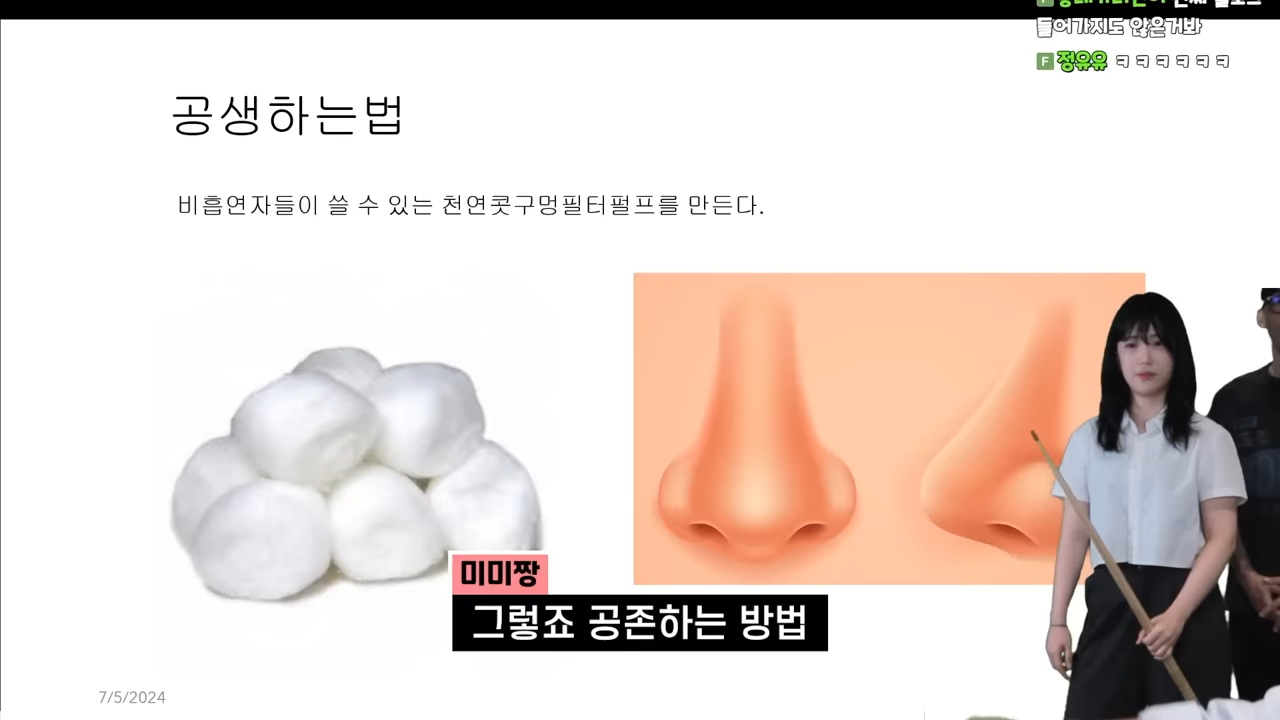 들어가지도 않은거봐
F 정유유 ㅋㅋㅋㅋㅋㅋ
공생하는법
비흡연자들이 쓸 수 있는 천연콧구멍필터펄프를 만든다.
미미짱
그렇죠 공존하는 방법
7/5/2024